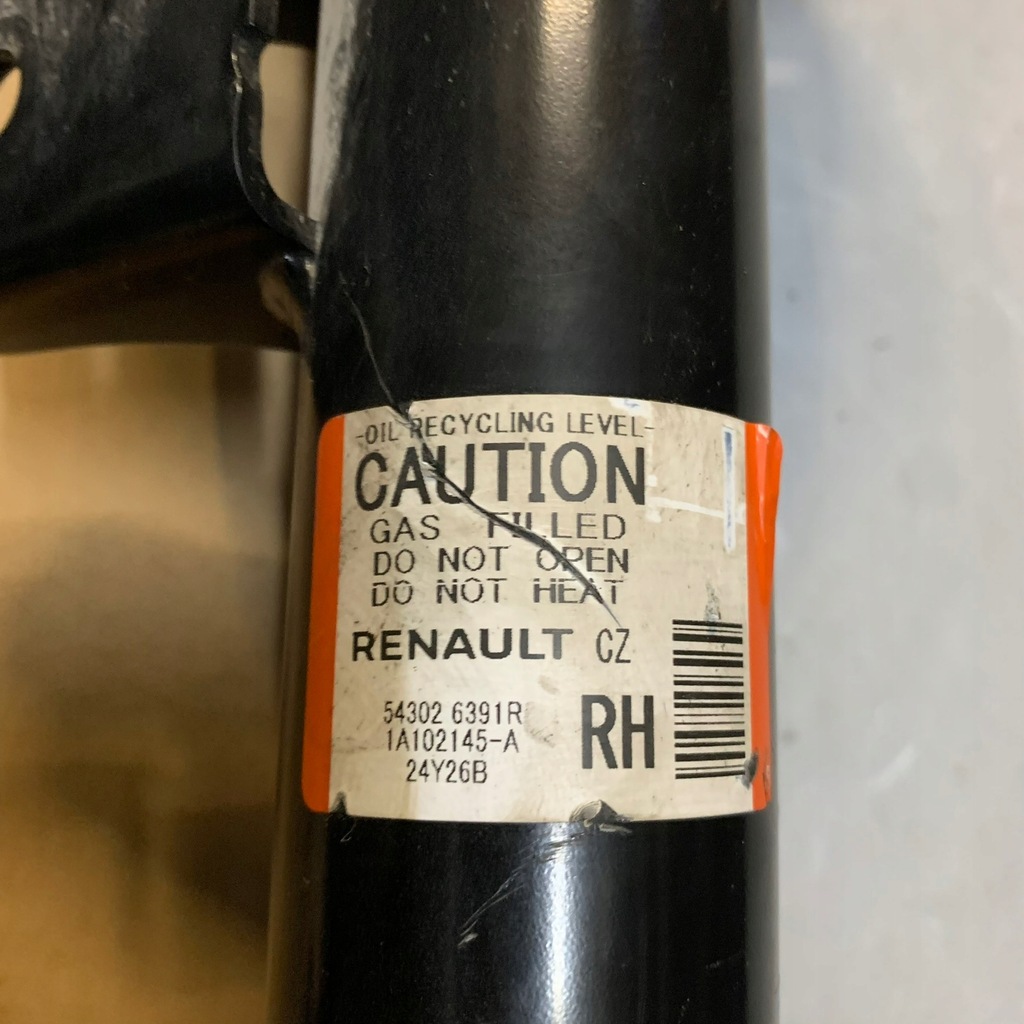 -OIL RECYCLING LEVEL-
CAUTION
GAS FILLED
DO NOT OPEN
DO NOT HEAT
RENAULT CZ
54302 6391R
1A102145-A
24Y26B
RH